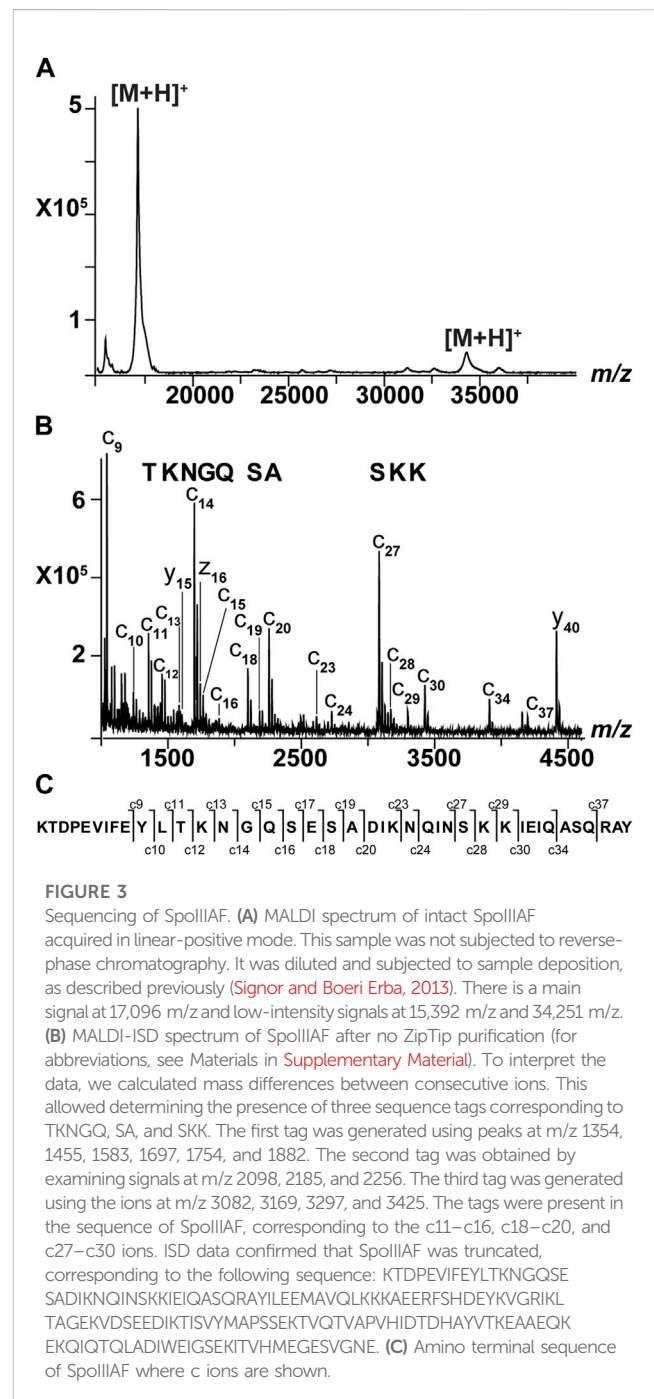 A
[M+H]⁺
5
X10⁵
1
[M+H]⁺
20000 25000 30000 35000 m/z
B
C₉
TKNGQ SA SKK
C₁₄
6
y₁₅
C₁₃
Z₁₆
C₁₅
C₂₇
X10⁵
C₁₀
C₁₁
C₁₂
C₁₉
C₂₀
C₂₃
C₂₈
y₄₀
2
C₁₆
C₁₈
C₂₄
C₂₉
C₃₀
C₃₄
C₃₇
1500 2500 3500 4500 m/z
C
c9 c11 c13 c15 c17 c19 c23 c27 c29 c37
KTDPEVIFEYLTKNGQSESADIKNQINSKKIEIQASQRAY
c10 c12 c14 c16 c18 c20 c24 c28 c30 c34
FIGURE 3
Sequencing of SpoIIIAF. (A) MALDI spectrum of intact SpoIIIAF
acquired in linear-positive mode. This sample was not subjected to reverse-
phase chromatography. It was diluted and subjected to sample deposition,
as described previously (Signor and Boeri Erba, 2013). There is a main
signal at 17,096 m/z and low-intensity signals at 15,392 m/z and 34,251 m/z.
(B) MALDI-ISD spectrum of SpoIIIAF after no ZipTip purification (for
abbreviations, see Materials in Supplementary Material). To interpret the
data, we calculated mass differences between consecutive ions. This
allowed determining the presence of three sequence tags corresponding to
TKNGQ, SA, and SKK. The first tag was generated using peaks at m/z 1354,
1455, 1583, 1697, 1754, and 1882. The second tag was obtained by
examining signals at m/z 2098, 2185, and 2256. The third tag was generated
using the ions at m/z 3082, 3169, 3297, and 3425. The tags were present in
the sequence of SpoIIIAF, corresponding to the c11–c16, c18–c20, and
c27–c30 ions. ISD data confirmed that SpoIIIAF was truncated,
corresponding to the following sequence: KTDPEVIFEYLTKNGQSE
SADIKNQINSKKIEIQASQRAYILEEMAVQLKKKAEERFSHDEYKVGRIKL
TAGEKVDSEEDIKTISVYMAPSSEKTVQTVAPVHIDTDHAYVTKEAAEQK
EKQIQTQLADIWEIGSEKITVHMEGESVGNE. (C) Amino terminal sequence
of SpoIIIAF where c ions are shown.